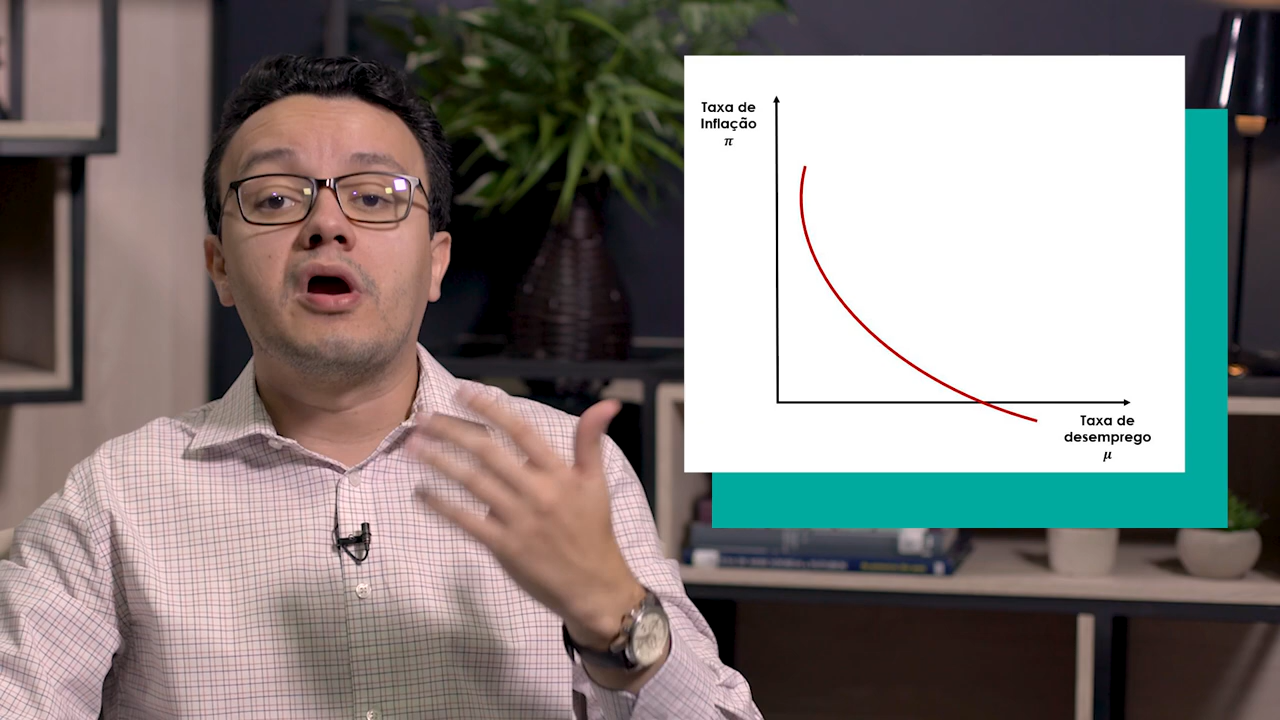 Taxa de
Inflação
π
Taxa de
desemprego
μ